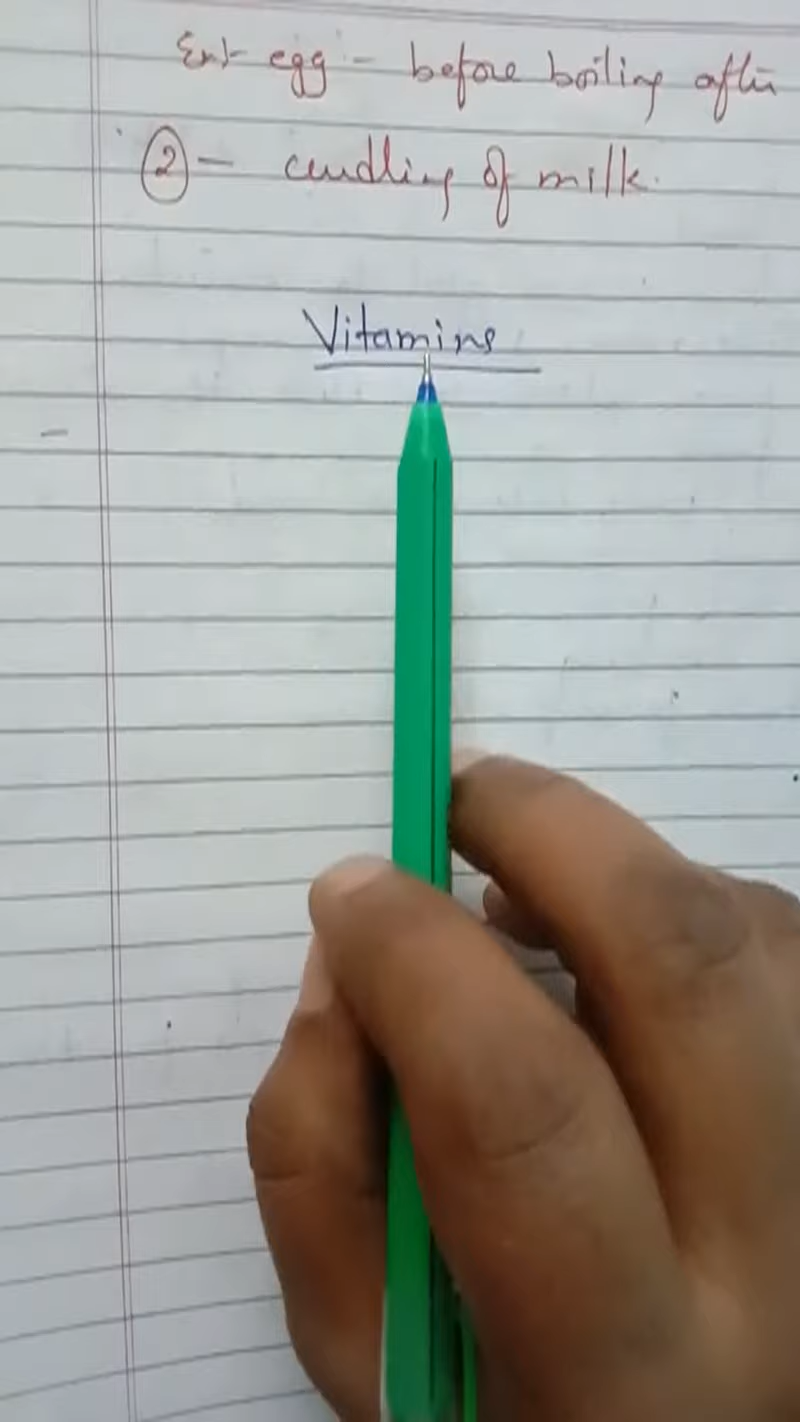 Ex:- egg - before boiling after
② - curdling of milk.
Vitamins